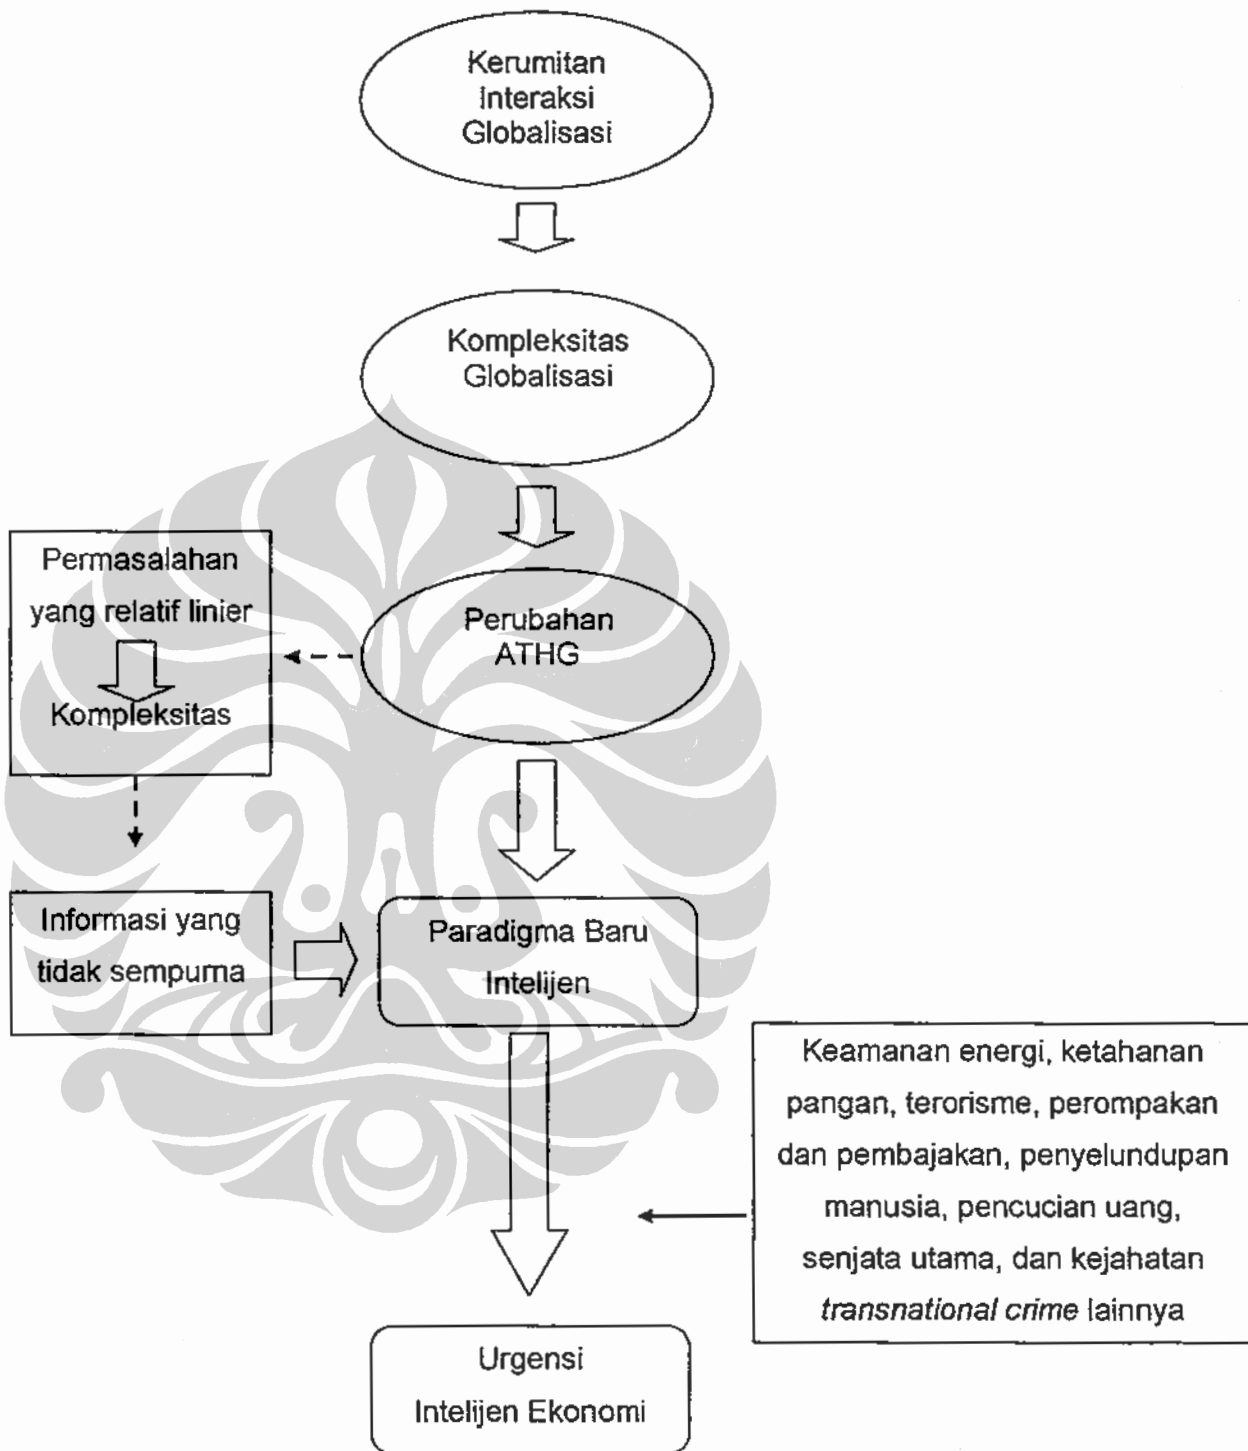 Kerumitan
Interaksi
Globalisasi
Kompleksitas
Globalisasi
Permasalahan
yang relatif linier
Kompleksitas
Perubahan
ATHG
Informasi yang
tidak sempurna
Paradigma Baru
Intelijen
Keamanan energi, ketahanan
pangan, terorisme, perompakan
dan pembajakan, penyelundupan
manusia, pencucian uang,
senjata utama, dan kejahatan
transnational crime lainnya
Urgensi
Intelijen Ekonomi